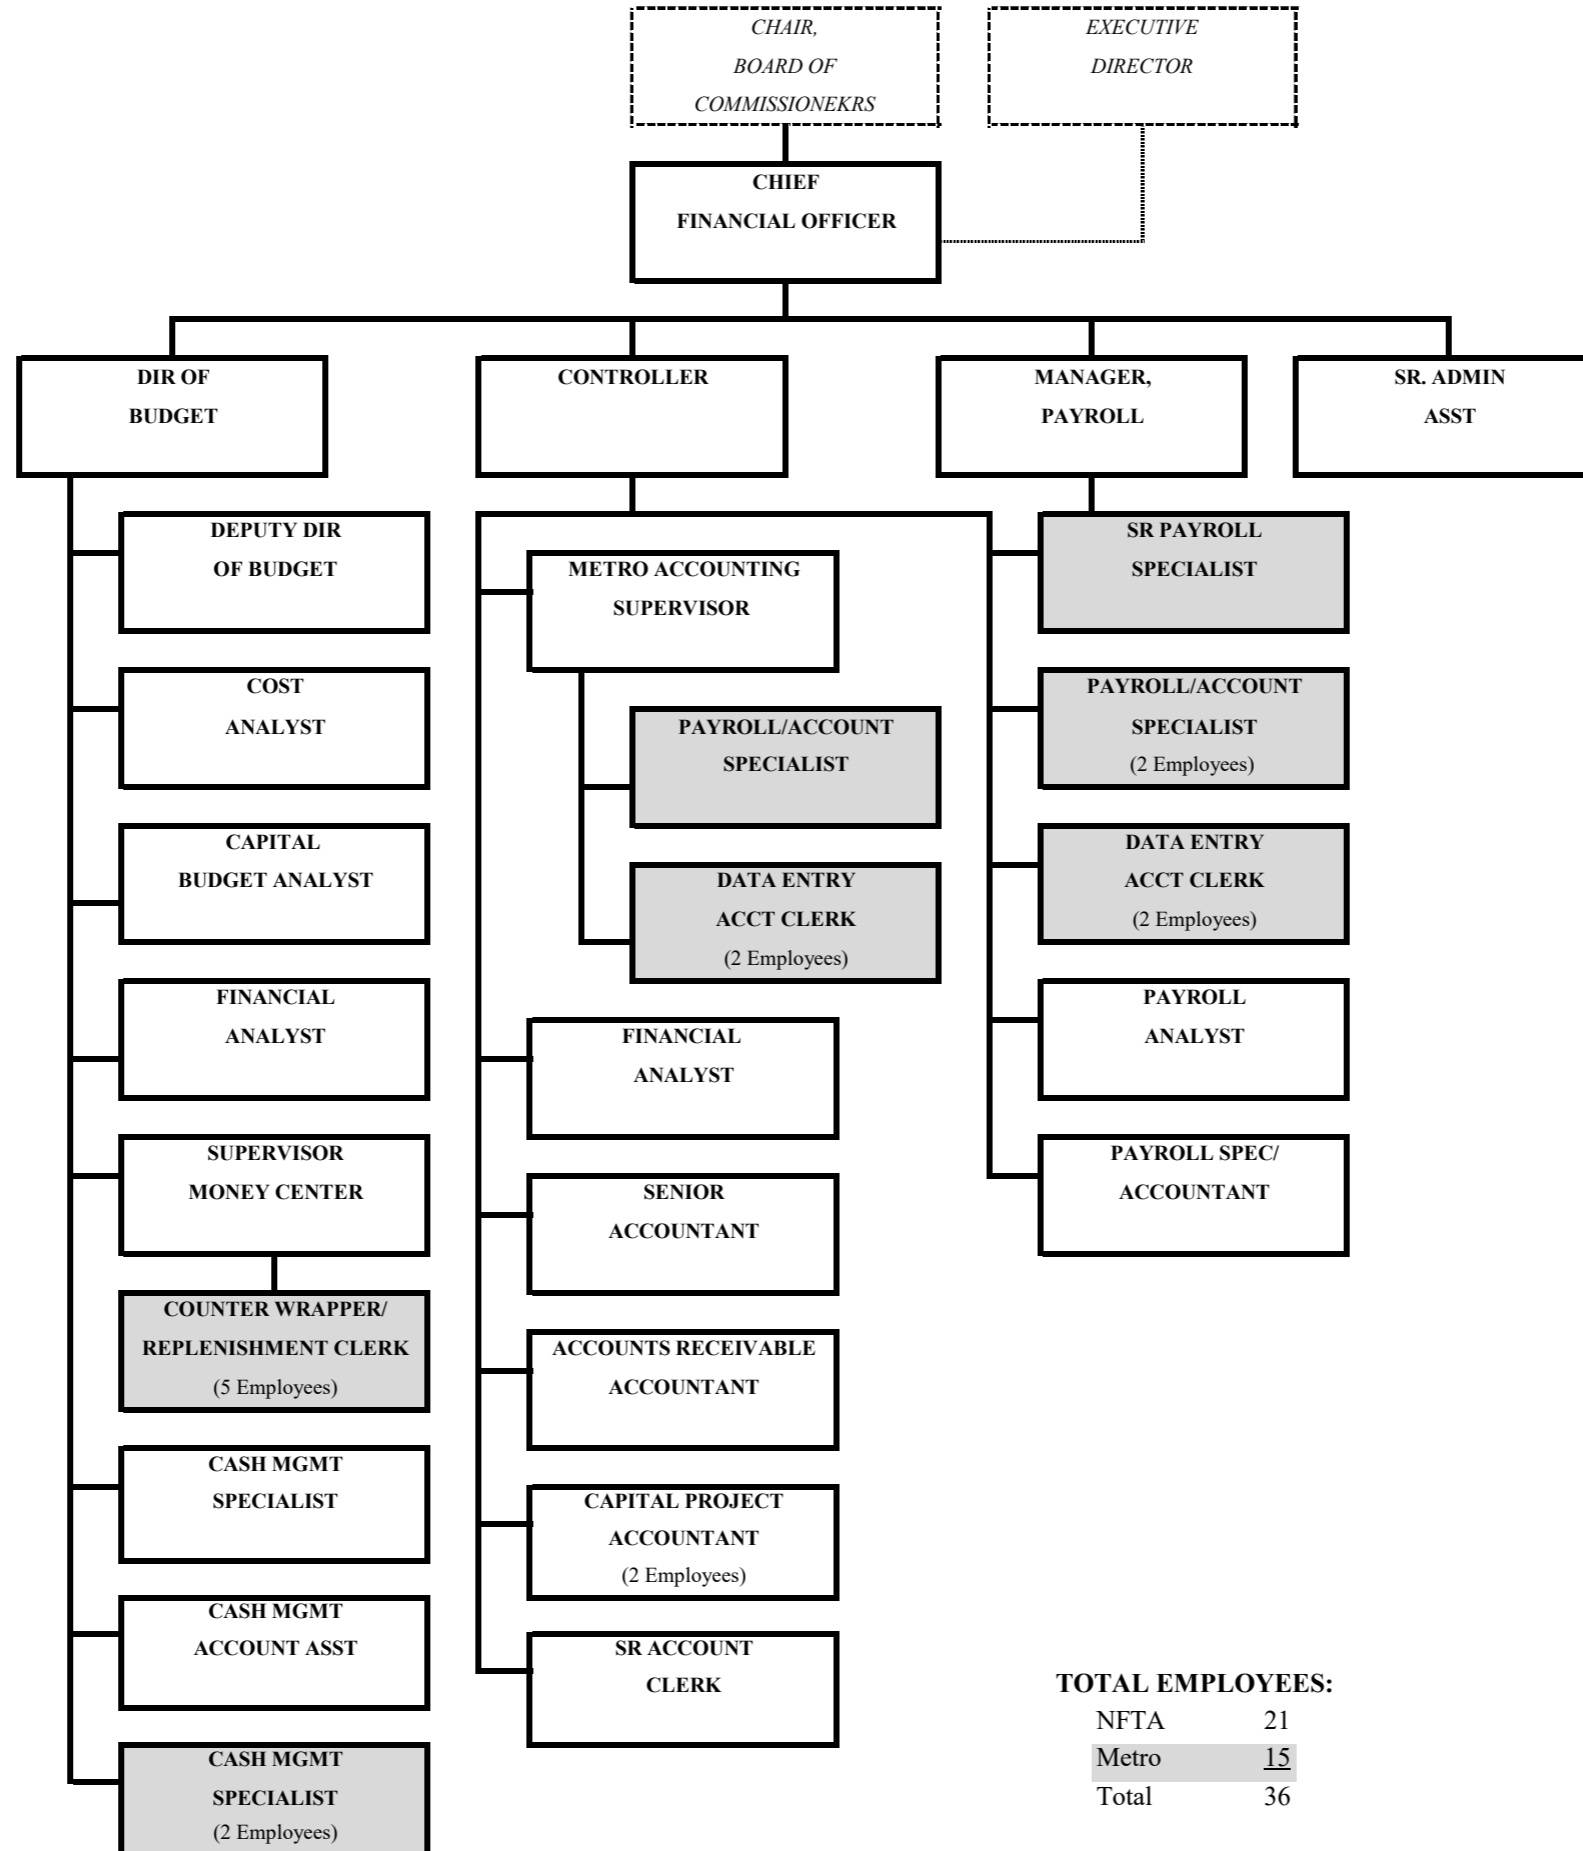 CHAIR,
BOARD OF
COMMISSIONEKRS
EXECUTIVE
DIRECTOR
CHIEF
FINANCIAL OFFICER
DIR OF
BUDGET
CONTROLLER
MANAGER,
PAYROLL
SR. ADMIN
ASST
DEPUTY DIR
OF BUDGET
COST
ANALYST
CAPITAL
BUDGET ANALYST
FINANCIAL
ANALYST
SUPERVISOR
MONEY CENTER
COUNTER WRAPPER/
REPLENISHMENT CLERK
(5 Employees)
CASH MGMT
SPECIALIST
CASH MGMT
ACCOUNT ASST
CASH MGMT
SPECIALIST
(2 Employees)
METRO ACCOUNTING
SUPERVISOR
PAYROLL/ACCOUNT
SPECIALIST
DATA ENTRY
ACCT CLERK
(2 Employees)
FINANCIAL
ANALYST
SENIOR
ACCOUNTANT
ACCOUNTS RECEIVABLE
ACCOUNTANT
CAPITAL PROJECT
ACCOUNTANT
(2 Employees)
SR ACCOUNT
CLERK
SR PAYROLL
SPECIALIST
PAYROLL/ACCOUNT
SPECIALIST
(2 Employees)
DATA ENTRY
ACCT CLERK
(2 Employees)
PAYROLL
ANALYST
PAYROLL SPEC/
ACCOUNTANT
TOTAL EMPLOYEES:
NFTA 21
Metro 15
Total 36